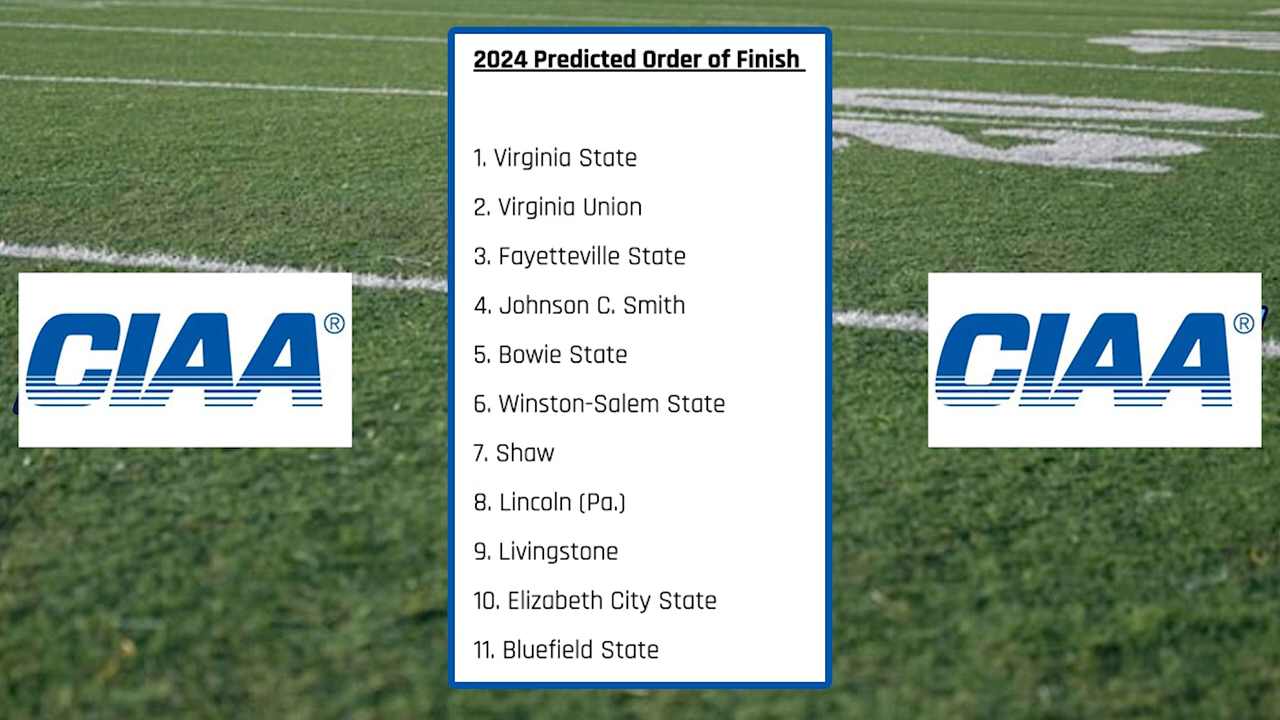 2024 Predicted Order of Finish
1. Virginia State
2. Virginia Union
3. Fayetteville State
4. Johnson C. Smith
5. Bowie State
6. Winston-Salem State
7. Shaw
8. Lincoln (Pa.)
9. Livingstone
10. Elizabeth City State
11. Bluefield State
CIAA®
CIAA®